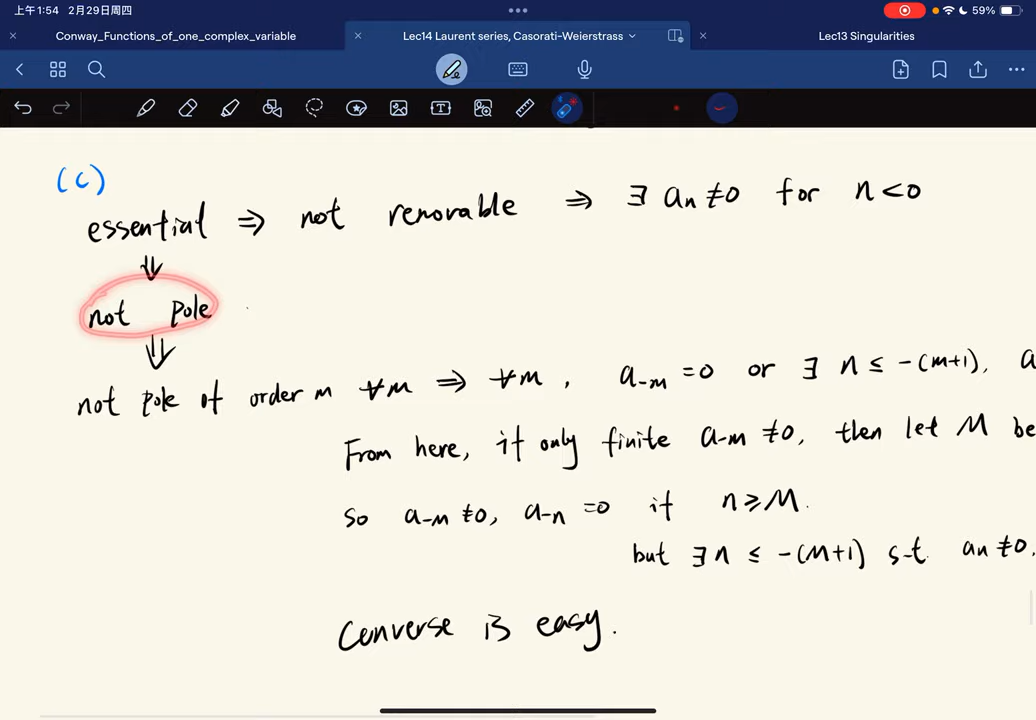 上午1:54 2月29日周四
59%
Conway_Functions_of_one_complex_variable
Lec14 Laurent series, Casorati-Weierstrass
Lec13 Singularities
(c)
essential ⇒ not removable ⇒ ∃ an ≠0 for n<0
⇓
not pole
⇓
not pole of order m ∀m ⇒ ∀m, a-m =0 or ∃ n ≤ -(m+1), a
From here, if only finite a-m ≠0, then let M be
so a-M ≠0, a-n =0 if n ≥ M.
but ∃ n ≤ -(M+1) s-t. an ≠0.
Converse is easy.